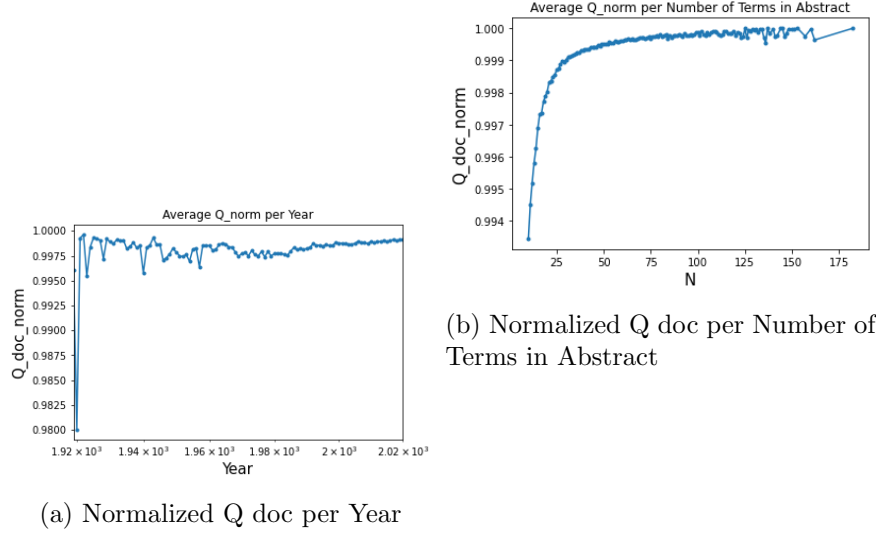 Average Q_norm per Number of Terms in Abstract
1.000
0.999
0.998
0.997
0.996
0.995
0.994
Q_doc_norm
25 50 75 100 125 150 175
N
(b) Normalized Q doc per Number of
Terms in Abstract
Average Q_norm per Year
1.0000
0.9975
0.9950
0.9925
0.9900
0.9875
0.9850
0.9825
0.9800
Q_doc_norm
1.92 × 10³ 1.94 × 10³ 1.96 × 10³ 1.98 × 10³ 2 × 10³ 2.02 × 10³
Year
(a) Normalized Q doc per Year